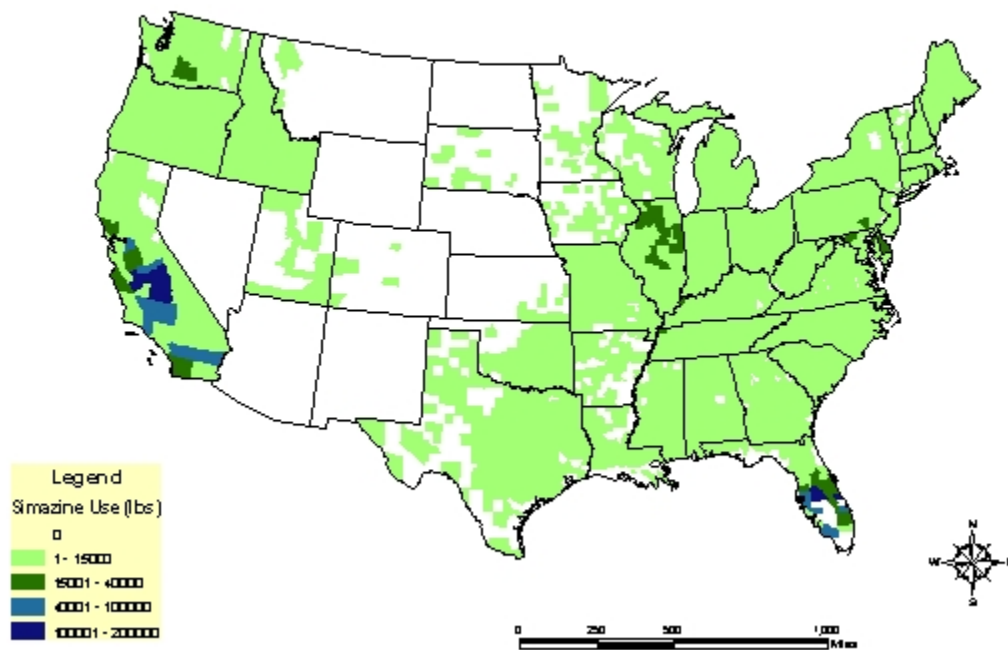 Legend
Simazine Use (lbs)
0
1 - 15000
15001 - 40000
40001 - 100000
100001 - 200000
N
W
S
0 250 500 1,000
Miles